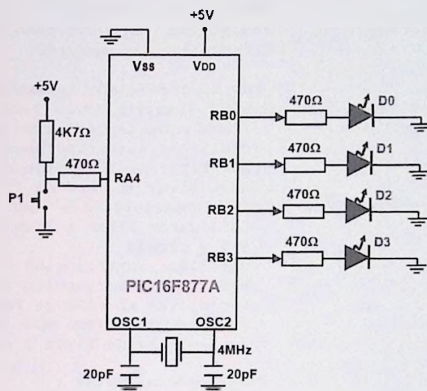 +5V
VSS VDD
+5V
4K7Ω
470Ω
RA4
P1
RB0
470Ω
D0
RB1
470Ω
D1
RB2
470Ω
D2
RB3
470Ω
D3
PIC16F877A
OSC1 OSC2
4MHz
20pF 20pF